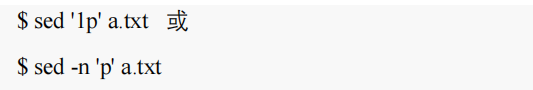 $ sed '1p' a.txt 或
$ sed -n 'p' a.txt